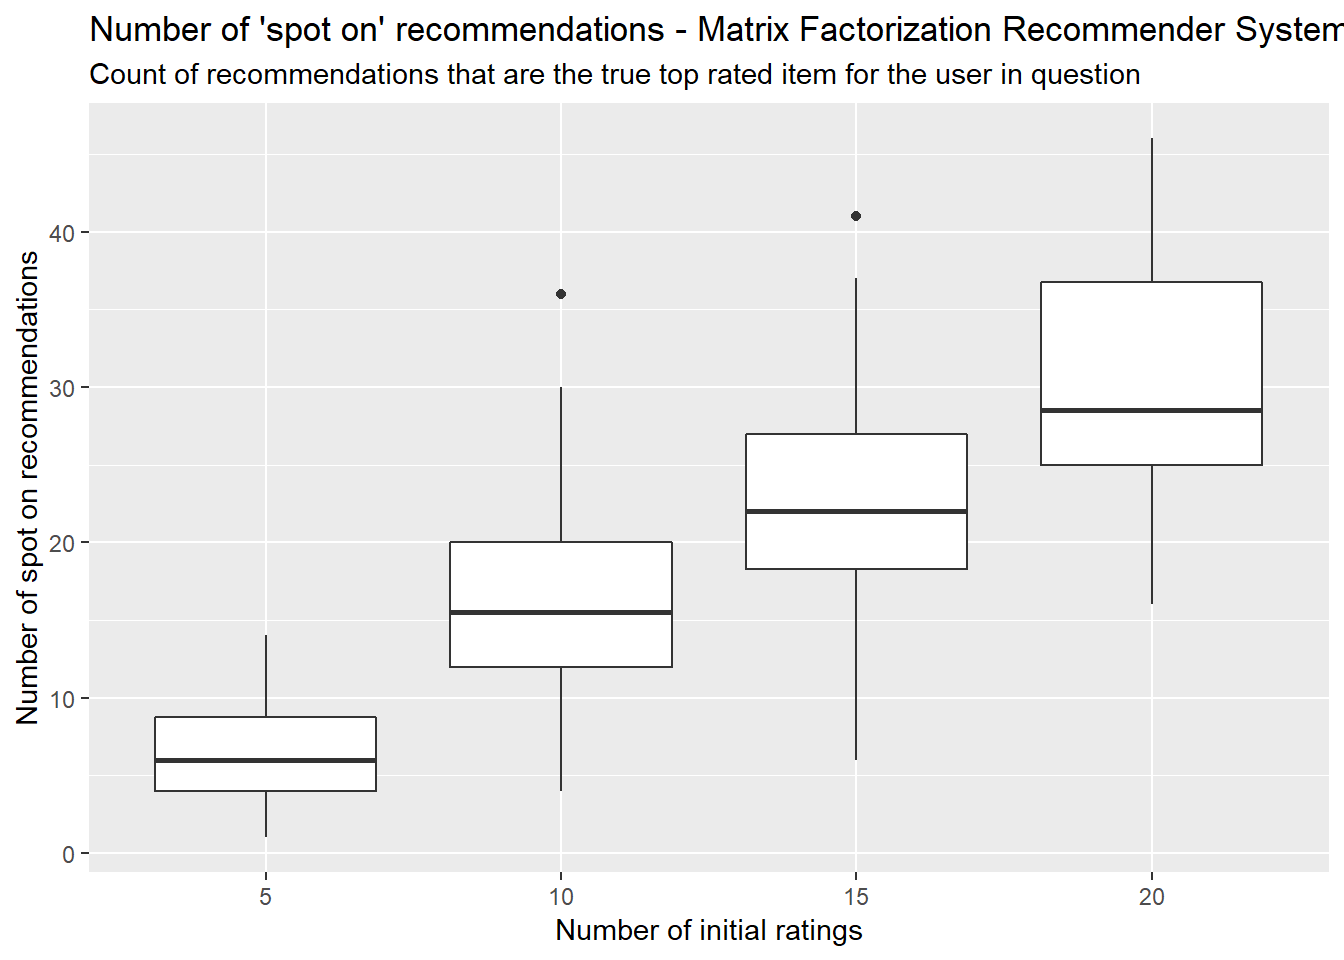 Number of 'spot on' recommendations - Matrix Factorization Recommender System
Count of recommendations that are the true top rated item for the user in question
Number of spot on recommendations
40
30
20
10
0
5 10 15 20
Number of initial ratings